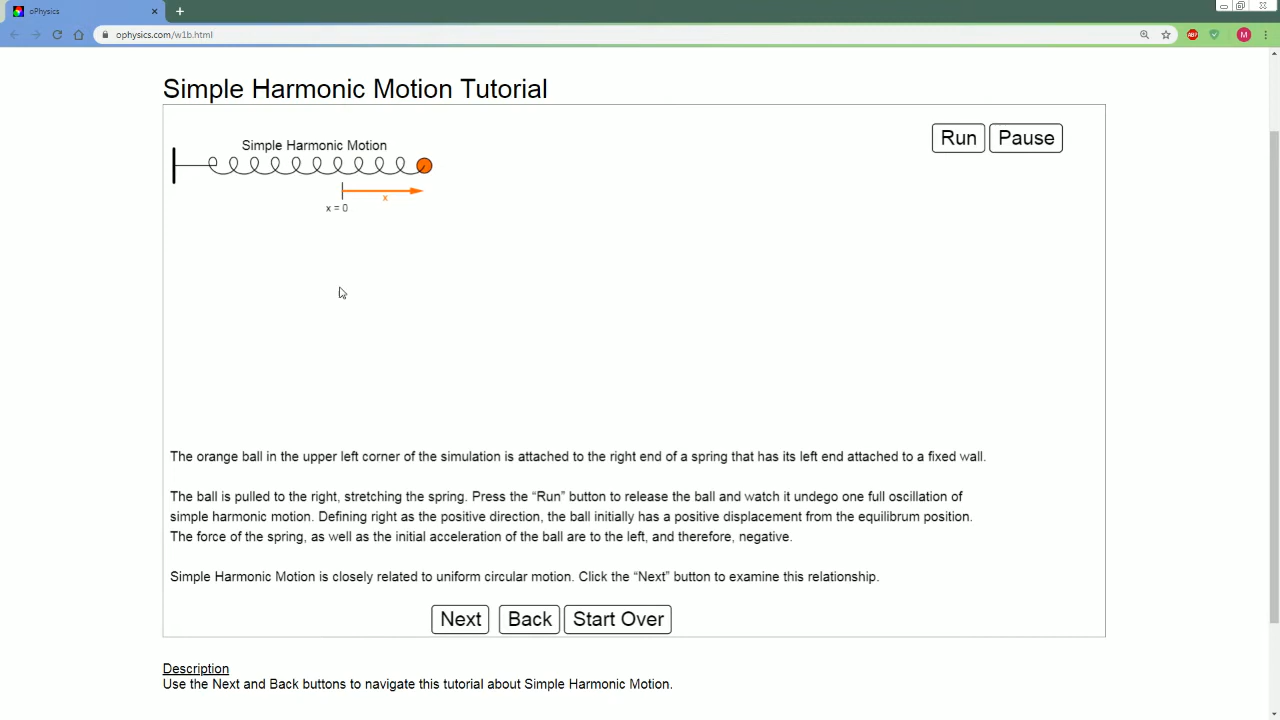 oPhysics
ophysics.com/w1b.html
ABP
M
Simple Harmonic Motion Tutorial
Simple Harmonic Motion
Run Pause
x
x = 0
The orange ball in the upper left corner of the simulation is attached to the right end of a spring that has its left end attached to a fixed wall.
The ball is pulled to the right, stretching the spring. Press the “Run” button to release the ball and watch it undego one full oscillation of
simple harmonic motion. Defining right as the positive direction, the ball initially has a positive displacement from the equilibrum position.
The force of the spring, as well as the initial acceleration of the ball are to the left, and therefore, negative.
Simple Harmonic Motion is closely related to uniform circular motion. Click the “Next” button to examine this relationship.
Next Back Start Over
Description
Use the Next and Back buttons to navigate this tutorial about Simple Harmonic Motion.